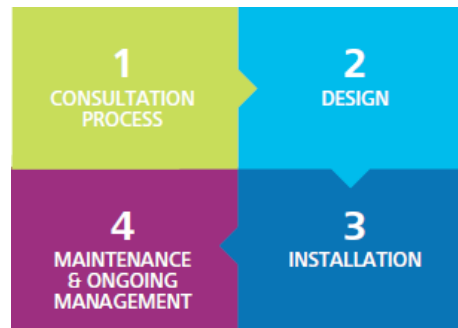 1
CONSULTATION
PROCESS
2
DESIGN
3
INSTALLATION
4
MAINTENANCE
& ONGOING
MANAGEMENT